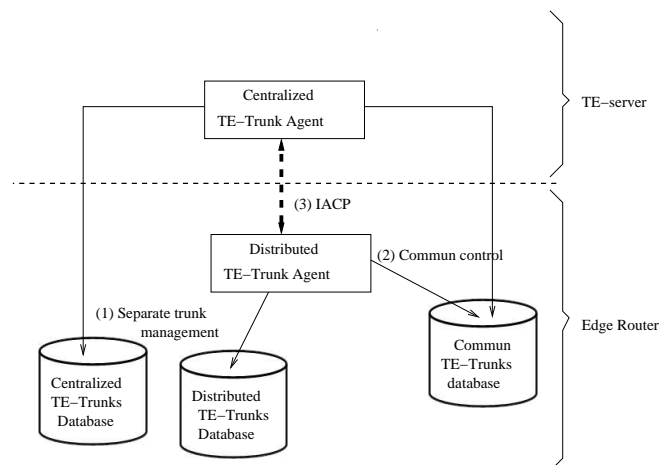 Centralized
TE−Trunk Agent
TE−server
(3) IACP
Distributed
TE−Trunk Agent
(2) Commun control
(1) Separate trunk
management
Edge Router
Centralized
TE−Trunks
Database
Distributed
TE−Trunks
Database
Commun
TE−Trunks
database